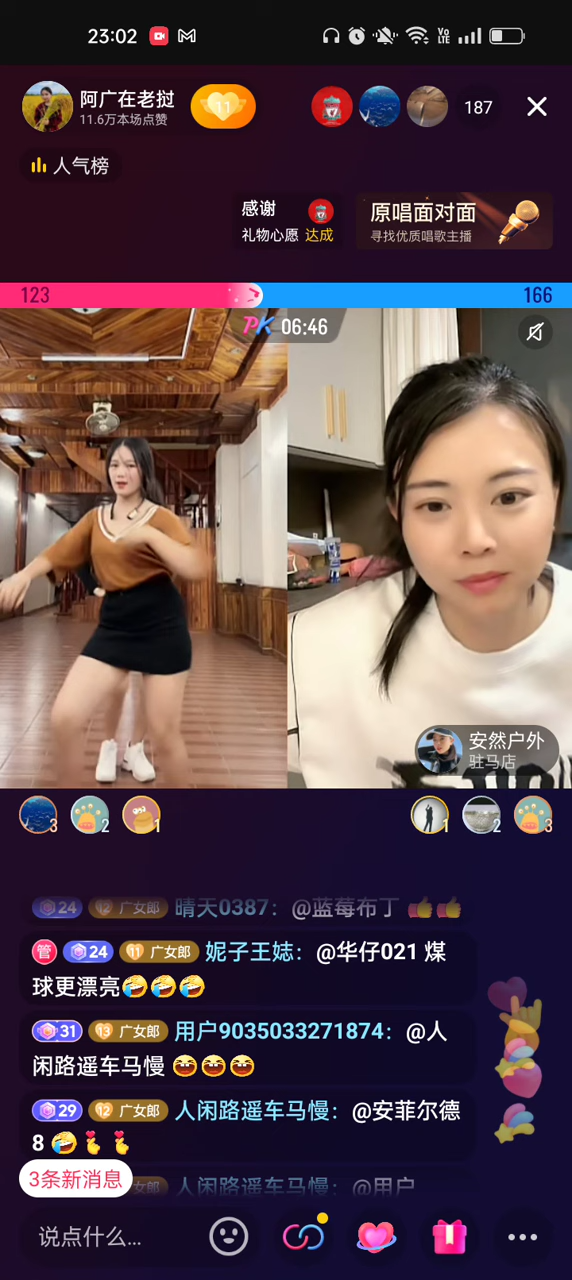 23:02
VO
LTE
阿广在老挝
11.6万本场点赞
11
187
人气榜
感谢
礼物心愿 达成
原唱面对面
寻找优质唱歌主播
123
166
PK 06:46
安然户外
驻马店
3
2
1
1
2
3
24 12 广女郎 晴天0387：@蓝莓布丁
管 24 11 广女郎 妮子王婊：@华仔021 煤
球更漂亮
31 13 广女郎 用户9035033271874：@人
闲路遥车马慢
29 12 广女郎 人闲路遥车马慢：@安菲尔德
8
3条新消息
女郎 人闲路遥车马慢：@用户
说点什么...